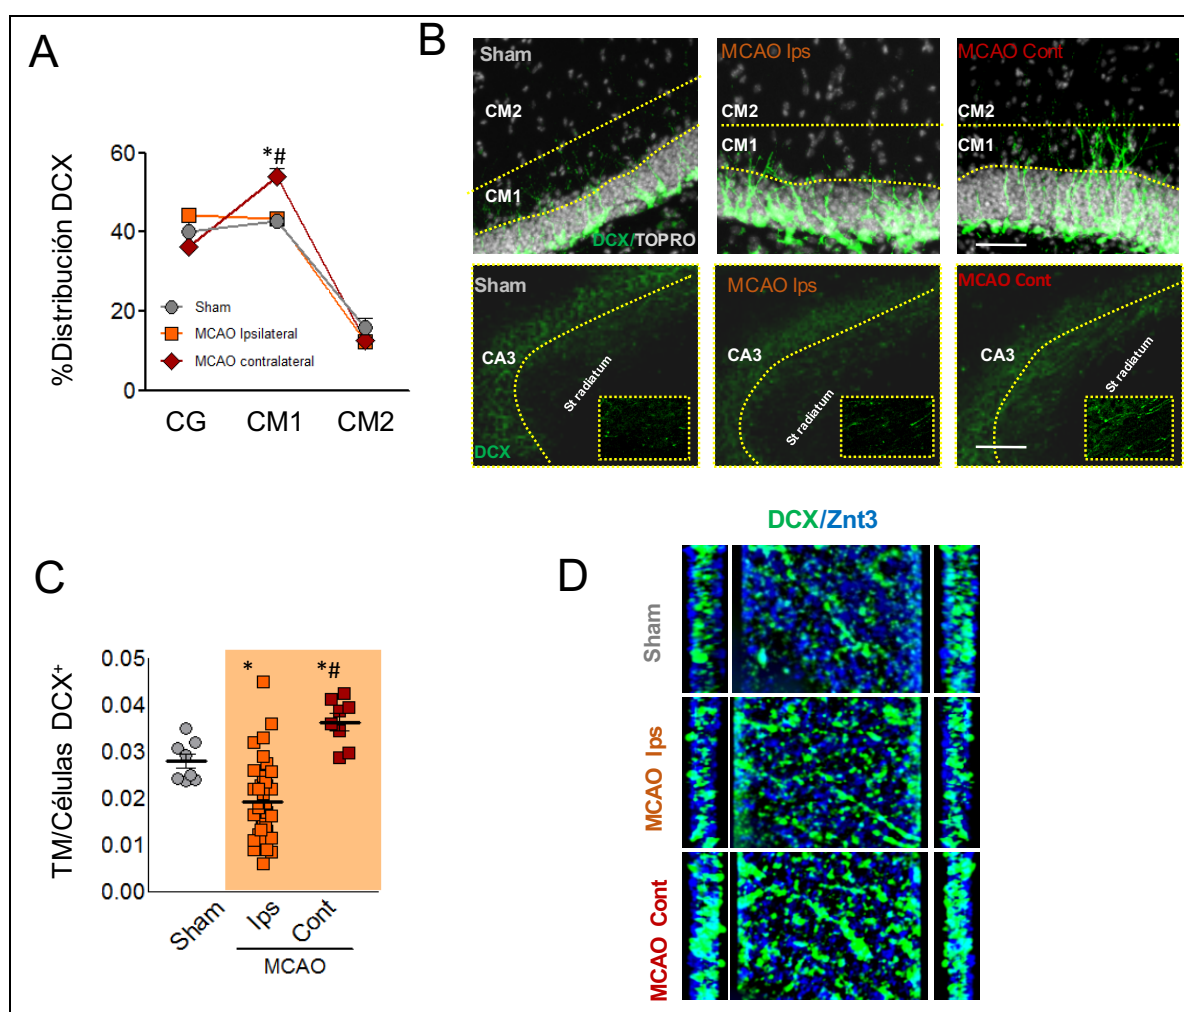 A
%Distribución DCX
60
40
20
0
*#
Sham
MCAO Ipsilateral
MCAO contralateral
CG
CM1
CM2
B
Sham
CM2
CM1
DCX/TOPRO
MCAO Ips
CM2
CM1
MCAO Cont
CM2
CM1
Sham
CA3
St radiatum
DCX
MCAO Ips
CA3
St radiatum
MCAO Cont
CA3
St radiatum
C
TM/Células DCX⁺
0.05
0.04
0.03
0.02
0.01
0.00
*
*#
Sham
Ips
Cont
MCAO
D
DCX/Znt3
Sham
MCAO Ips
MCAO Cont